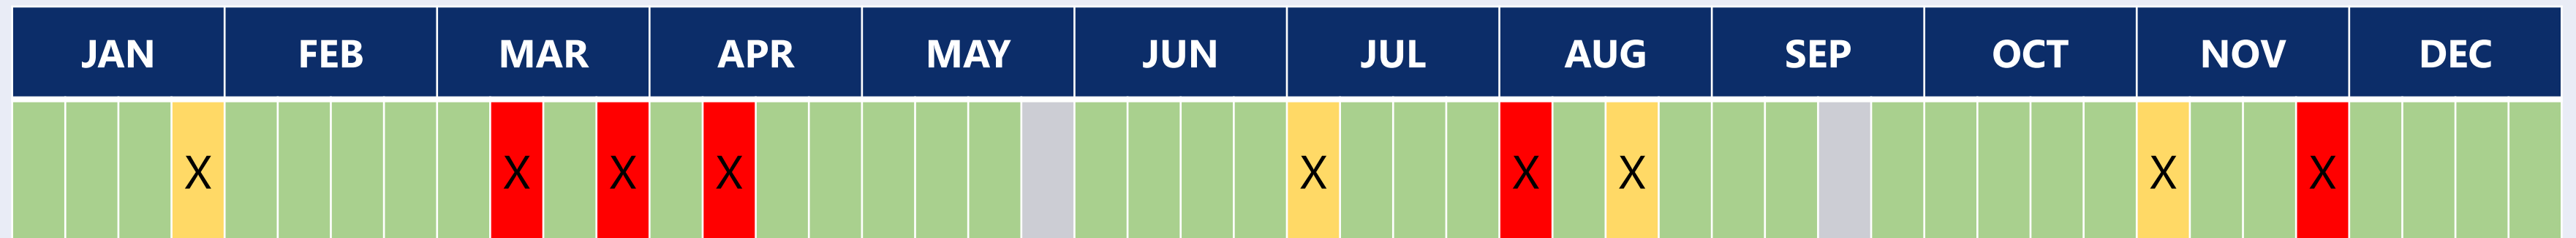 JAN FEB MAR APR MAY JUN JUL AUG SEP OCT NOV DEC
X X X X X X X X X